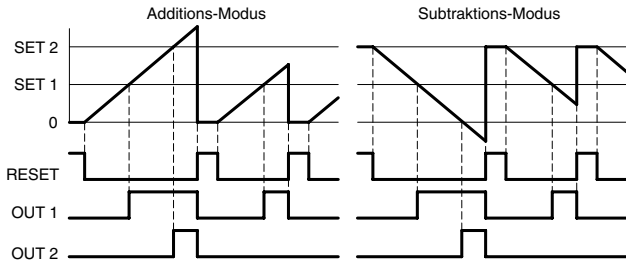 Additions-Modus
Subtraktions-Modus
SET 2
SET 1
0
RESET
OUT 1
OUT 2